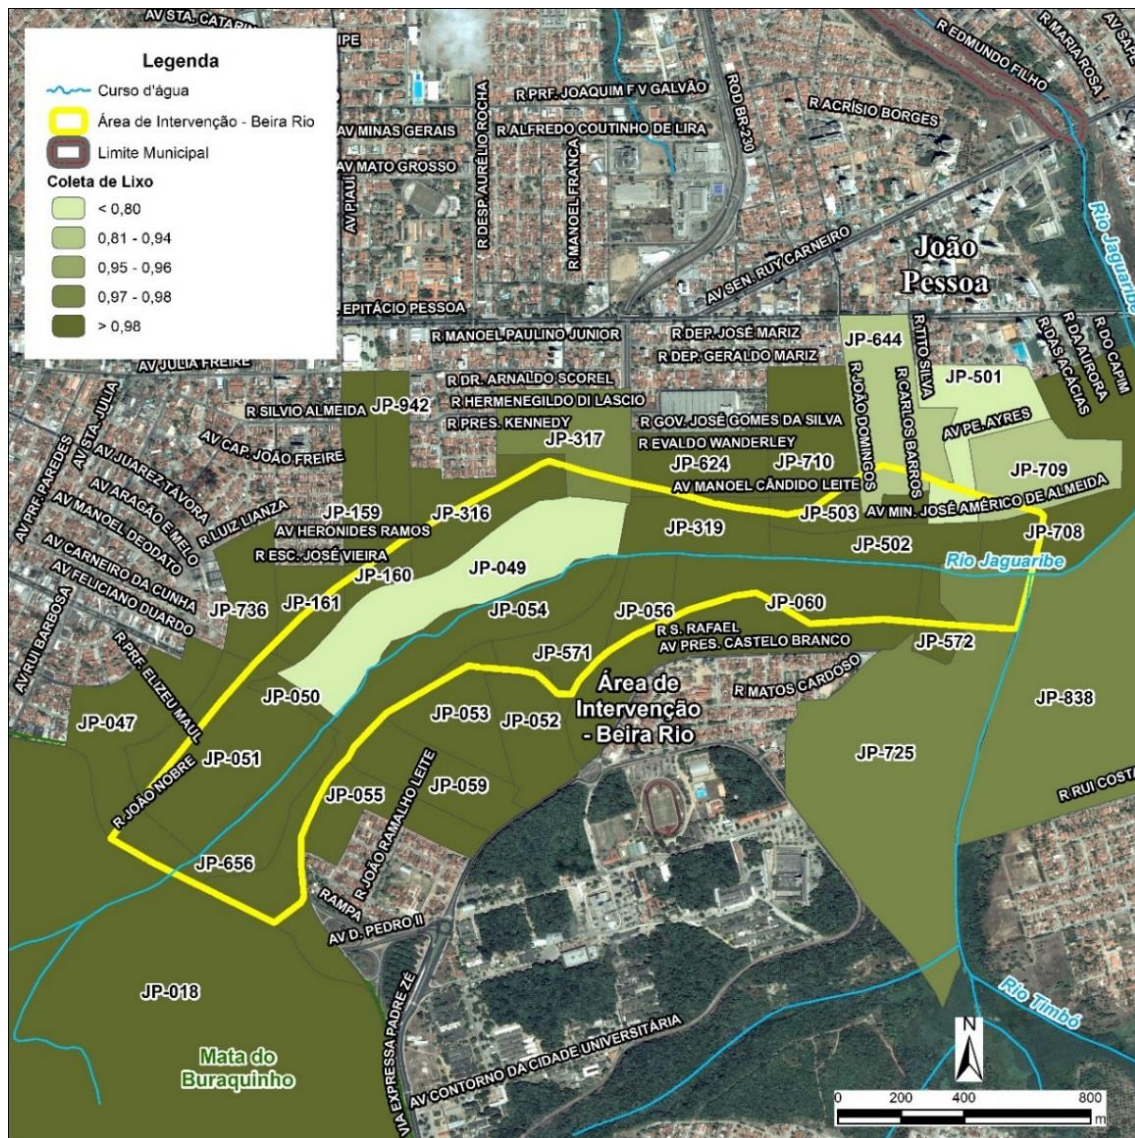 Legenda
Curso d'água
Área de Intervenção - Beira Rio
Limite Municipal
Coleta de Lixo
< 0,80
0,81 - 0,94
0,95 - 0,96
0,97 - 0,98
> 0,98
AV STA. CATARIN
IPE
R EDMUNDO FILHO
R MARIA ROSA
AV SAPÉ
R PRF. JOAQUIM F V GALVÃO
ROD BR-230
R ACRÍSIO BORGES
AV MINAS GERAIS
R ALFREDO COUTINHO DE LIRA
AV MATO GROSSO
R DESP. AURÉLIO ROCHA
R MANOEL FRANCA
AV PIAUÍ
Rio Jaguaribe
João
Pessoa
AV SEN. RUY CARNEIRO
EPITÁCIO PESSOA
R MANOEL PAULINO JUNIOR
R DEP. JOSÉ MARIZ
JP-644
R TITO SILVA
R DAS ACÁCIAS
R DA AURORA
R DO CAPIM
R DEP. GERALDO MARIZ
AV JULIA FREIRE
JP-501
R DR. ARNALDO SCOREL
R SILVIO ALMEIDA
JP-942
R HERMENEGILDO DI LASCIO
R JOÃO DOMINGOS
R CARLOS BARROS
AV STA. JULIA
R PRES. KENNEDY
R GOV. JOSÉ GOMES DA SILVA
AV PE. AYRES
AV CAP. JOÃO FREIRE
JP-317
R EVALDO WANDERLEY
AV PRF. PAREDES
AV JUAREZ TÁVORA
JP-624
JP-710
JP-709
AV ARAGÃO E MELO
AV MANOEL CÂNDIDO LEITE
AV MANOEL DEODATO
R LUIZ LIANZA
JP-159
JP-316
JP-503
AV MIN. JOSÉ AMÉRICO DE ALMEIDA
AV HERONIDES RAMOS
JP-319
JP-708
AV CARNEIRO DA CUNHA
R ESC. JOSÉ VIEIRA
JP-502
Rio Jaguaribe
AV FELICIANO DUARDO
JP-160
JP-049
AV RUI BARBOSA
JP-736
JP-161
JP-054
JP-056
JP-060
R S. RAFAEL
AV PRES. CASTELO BRANCO
JP-572
R PRF. ELIZEU MAUL
JP-571
JP-050
Área de
Intervenção
- Beira Rio
R MATOS CARDOSO
JP-838
JP-047
JP-053
JP-052
JP-051
JP-725
R JOÃO NOBRE
JP-055
JP-059
R RUI COSTA
R JOÃO RAMALHO LEITE
JP-656
RAMPA
AV D. PEDRO II
JP-018
Rio Timbó
VIA EXPRESSA PADRE ZÉ
AV CONTORNO DA CIDADE UNIVERSITÁRIA
Mata do
Buraquinho
N
0 200 400 800
m